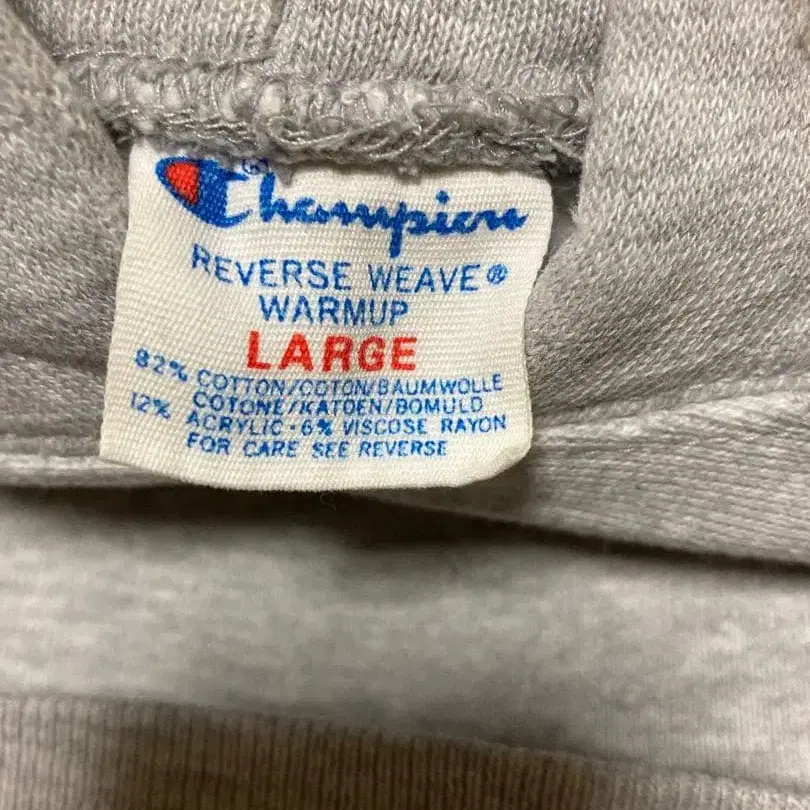 Champion®
REVERSE WEAVE®
WARMUP
LARGE
82% COTTON/COTON/BAUMWOLLE
COTONE/KATOEN/BOMULD
12% ACRYLIC·6% VISCOSE RAYON
FOR CARE SEE REVERSE